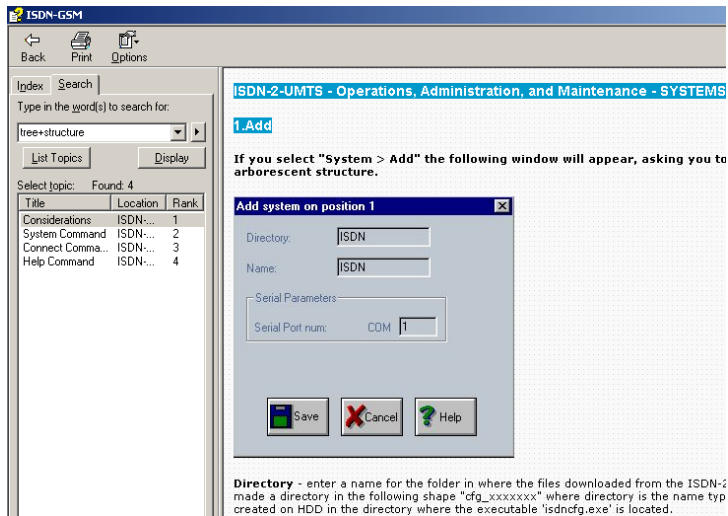 ISDN-GSM
Back Print Options
Index Search
Type in the word(s) to search for:
tree+structure
List Topics Display
Select topic: Found: 4
Title Location Rank
Considerations ISDN-... 1
System Command ISDN-... 2
Connect Comma... ISDN-... 3
Help Command ISDN-... 4
ISDN-2-UMTS - Operations, Administration, and Maintenance - SYSTEMS
1.Add
If you select "System > Add" the following window will appear, asking you to
arborescent structure.
Add system on position 1
Directory: ISDN
Name: ISDN
Serial Parameters
Serial Port num: COM 1
Save Cancel Help
Directory - enter a name for the folder in where the files downloaded from the ISDN-2
made a directory in the following shape "cfg_xxxxxxx" where directory is the name typ
created on HDD in the directory where the executable 'isdncfg.exe' is located.